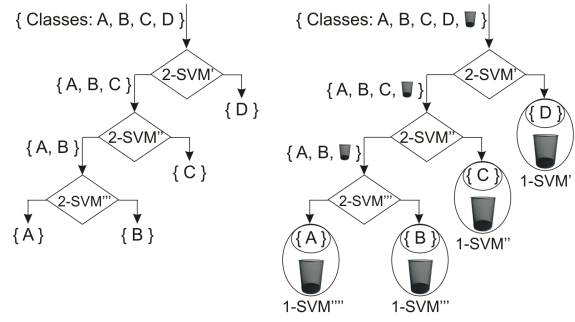 { Classes: A, B, C, D }
2-SVM'
{ A, B, C }
{ D }
2-SVM''
{ A, B }
{ C }
2-SVM'''
{ A }
{ B }
{ Classes: A, B, C, D, }
2-SVM'
{ A, B, C, }
{ D }
1-SVM'
2-SVM''
{ A, B, }
{ C }
1-SVM''
2-SVM'''
{ A }
{ B }
1-SVM''''
1-SVM'''